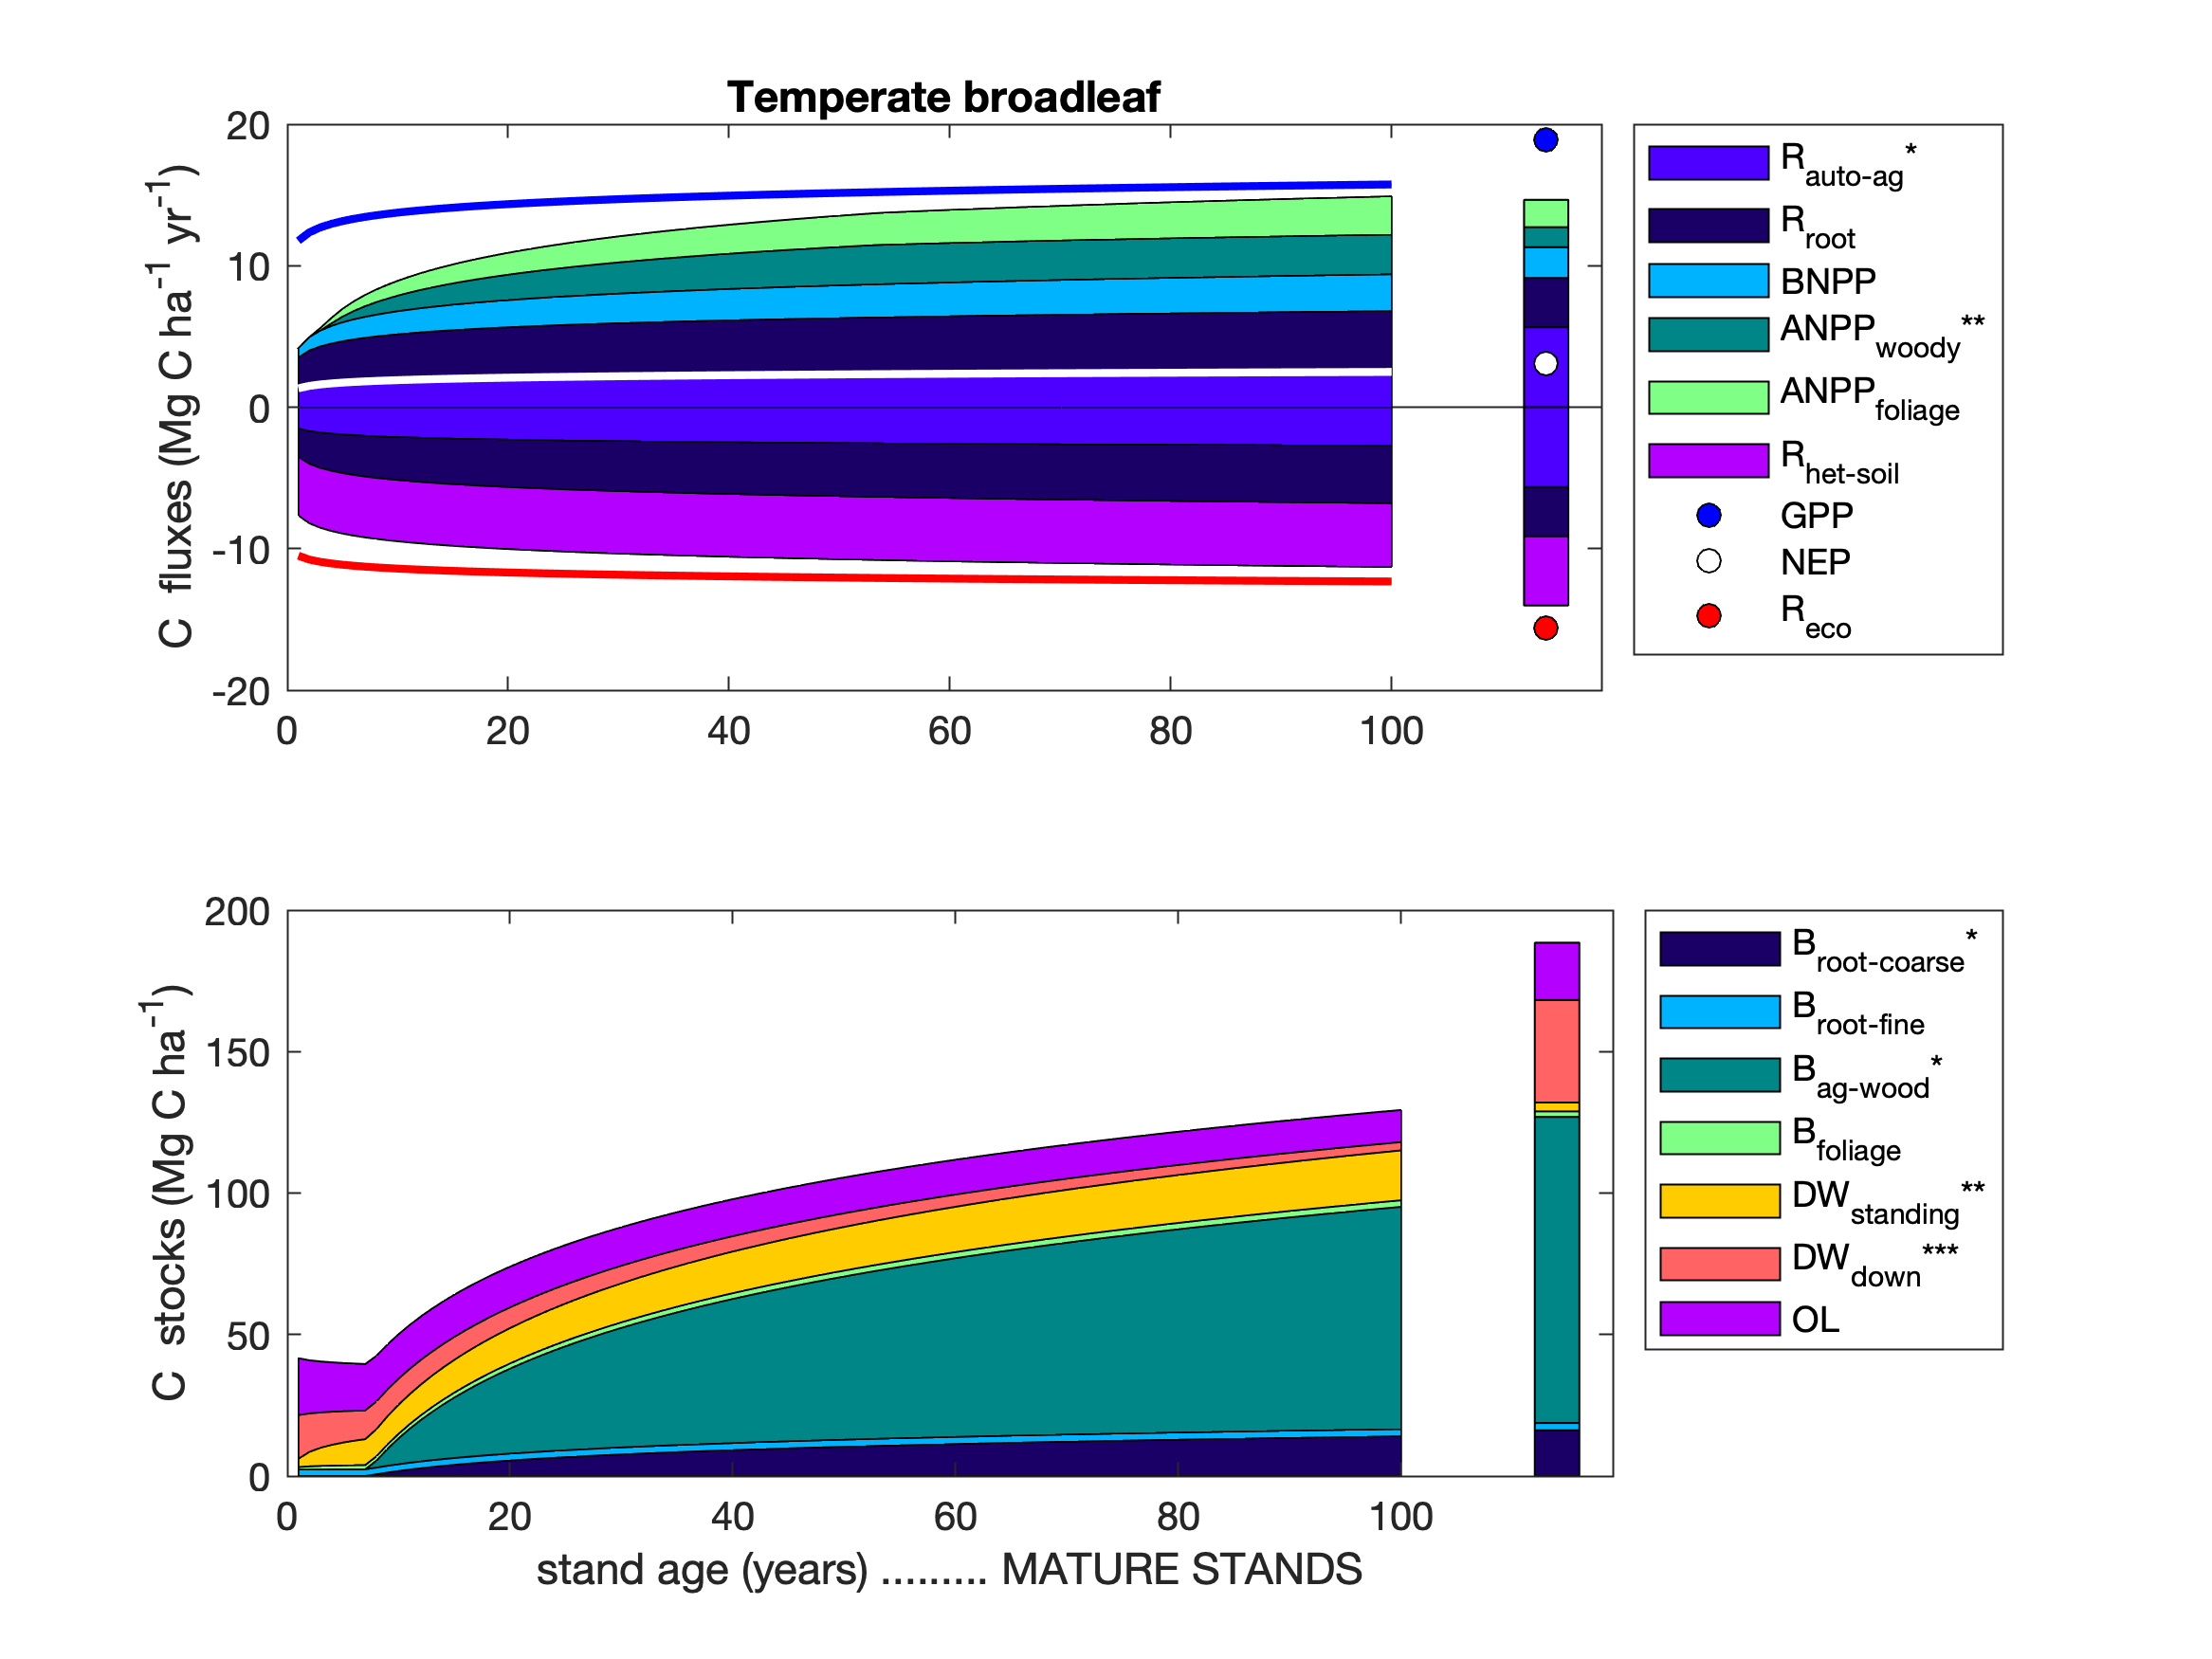 Temperate broadleaf
C fluxes (Mg C ha-1 yr-1)
20
10
0
-10
-20
0 20 40 60 80 100
Rauto-ag*
Rroot
BNPP
ANPPwoody**
ANPPfoliage
Rhet-soil
GPP
NEP
Reco
C stocks (Mg C ha-1)
200
150
100
50
0
0 20 40 60 80 100
stand age (years) ......... MATURE STANDS
Broot-coarse*
Broot-fine
Bag-wood*
Bfoliage
DWstanding**
DWdown***
OL